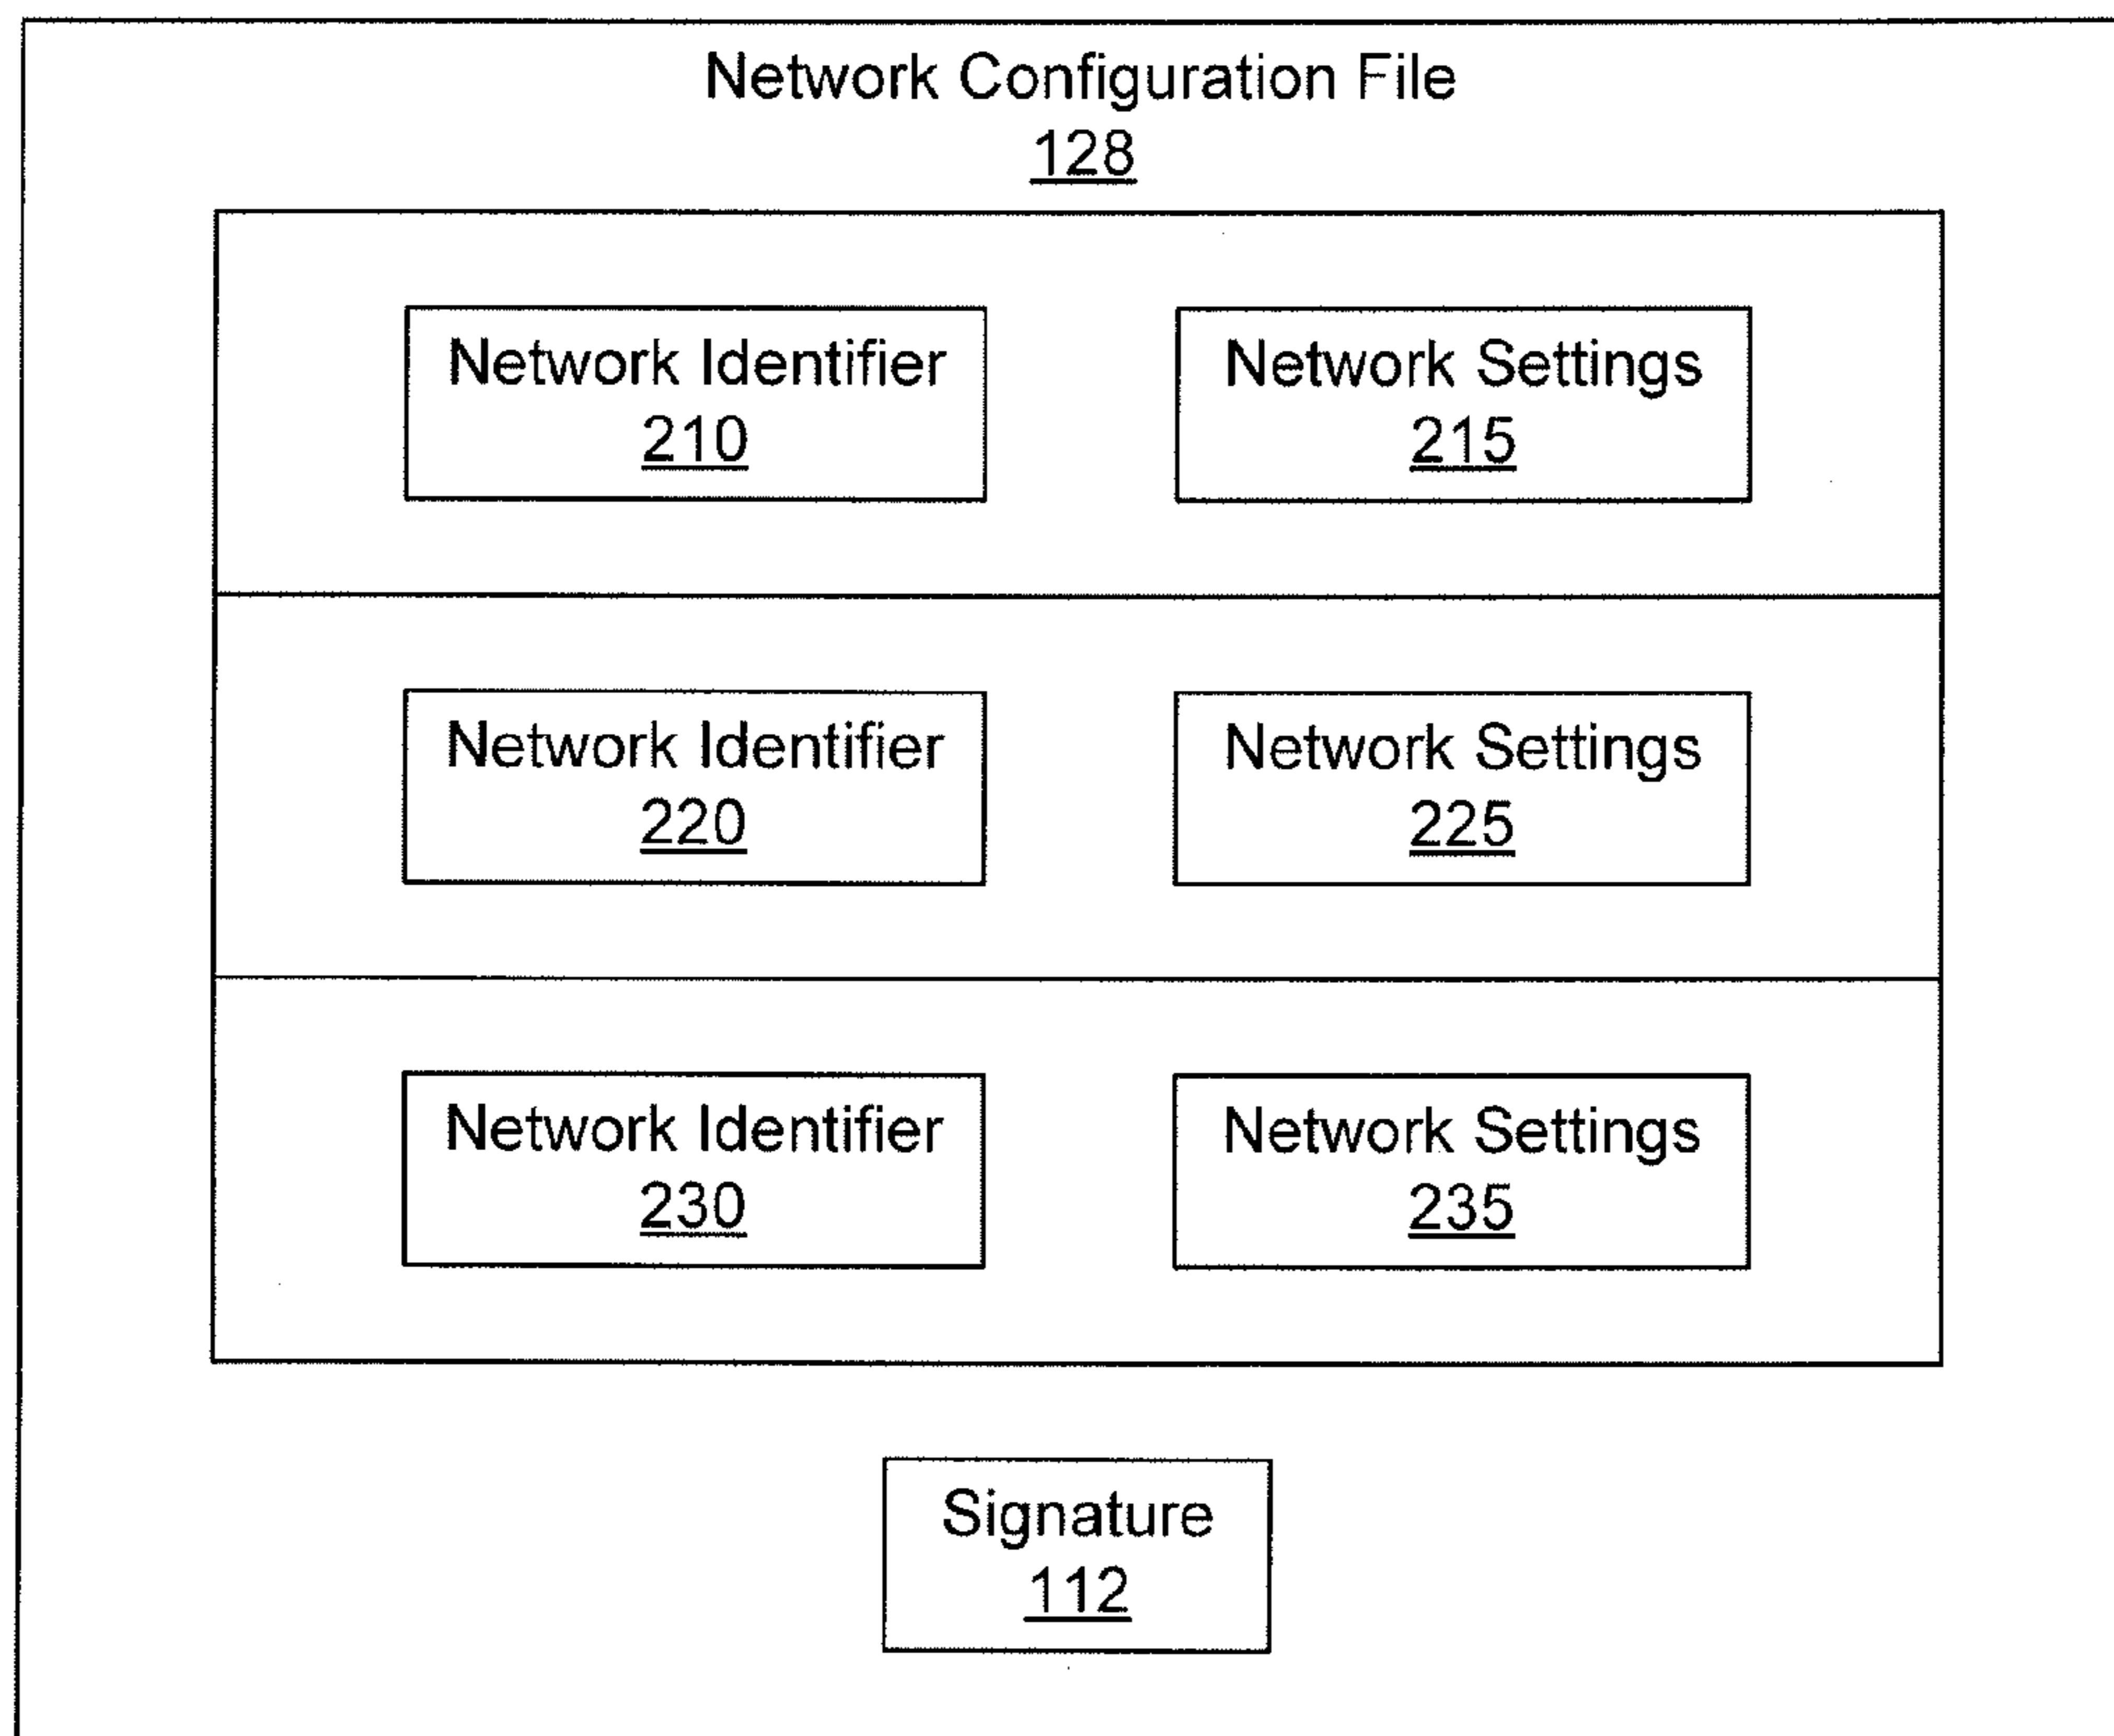 Network Configuration File
128
Network Identifier
210
Network Settings
215
Network Identifier
220
Network Settings
225
Network Identifier
230
Network Settings
235
Signature
112